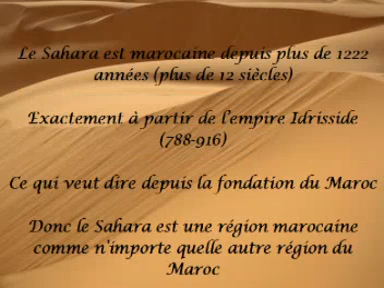 Le Sahara est marocaine depuis plus de 1222
années (plus de 12 siècles)
Exactement à partir de l'empire Idrisside
(788-916)
Ce qui veut dire depuis la fondation du Maroc
Donc le Sahara est une région marocaine
comme n'importe quelle autre région du
Maroc